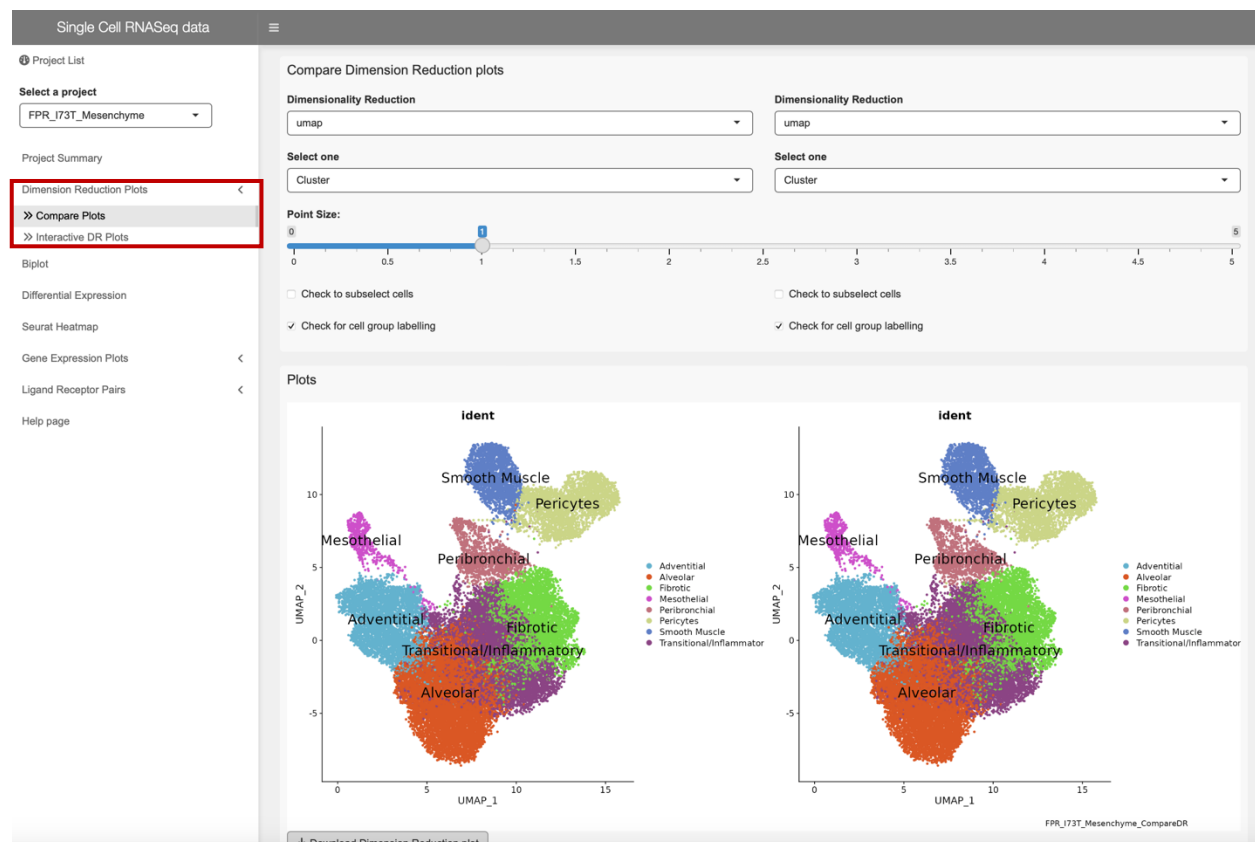 Single Cell RNASeq data
Project List
Select a project
FPR_I73T_Mesenchyme
Project Summary
Dimension Reduction Plots
Compare Plots
Interactive DR Plots
Biplot
Differential Expression
Seurat Heatmap
Gene Expression Plots
Ligand Receptor Pairs
Help page
Compare Dimension Reduction plots
Dimensionality Reduction
umap
Select one
Cluster
Dimensionality Reduction
umap
Select one
Cluster
Point Size:
0 1 5
0 0.5 1 1.5 2 2.5 3 3.5 4 4.5 5
Check to subselect cells
Check for cell group labelling
Check to subselect cells
Check for cell group labelling
Plots
ident
Smooth Muscle
Pericytes
Mesothelial
Peribronchial
Adventitial
Fibrotic
Transitional/Inflammatory
Alveolar
10
5
0
-5
UMAP_2
0 5 10 15
UMAP_1
Adventitial
Alveolar
Fibrotic
Mesothelial
Peribronchial
Pericytes
Smooth Muscle
Transitional/Inflammator
ident
Smooth Muscle
Pericytes
Mesothelial
Peribronchial
Adventitial
Fibrotic
Transitional/Inflammatory
Alveolar
10
5
0
-5
UMAP_2
0 5 10 15
UMAP_1
Adventitial
Alveolar
Fibrotic
Mesothelial
Peribronchial
Pericytes
Smooth Muscle
Transitional/Inflammator
FPR_I73T_Mesenchyme_CompareDR
Download Dimension Reduction plot